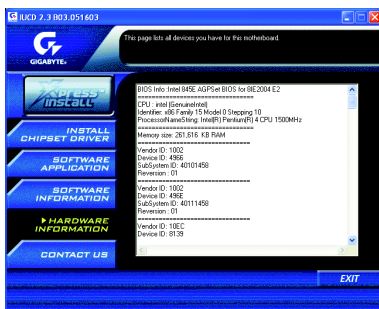 IUCD 2.3 B03.051603
GIGABYTE
This page lists all devices you have for this motherboard.
Xpress™
INSTALL
INSTALL
CHIPSET DRIVER
SOFTWARE
APPLICATION
SOFTWARE
INFORMATION
HARDWARE
INFORMATION
CONTACT US
BIOS Info :Intel 845E AGPSet BIOS for 8IE2004 E2
==================================
CPU : intel (GenuineIntel)
Identifier: x86 Family 15 Model 0 Stepping 10
ProcessorNameString: Intel(R) Pentium(R) 4 CPU 1500MHz
==================================
Memory size: 261,616 KB RAM
==================================
Vendor ID: 1002
Device ID: 4966
SubSystem ID: 40101458
Reversion : 01
==================================
Vendor ID: 1002
Device ID: 496E
SubSystem ID: 40111458
Reversion : 01
==================================
Vendor ID: 10EC
Device ID: 8139
EXIT